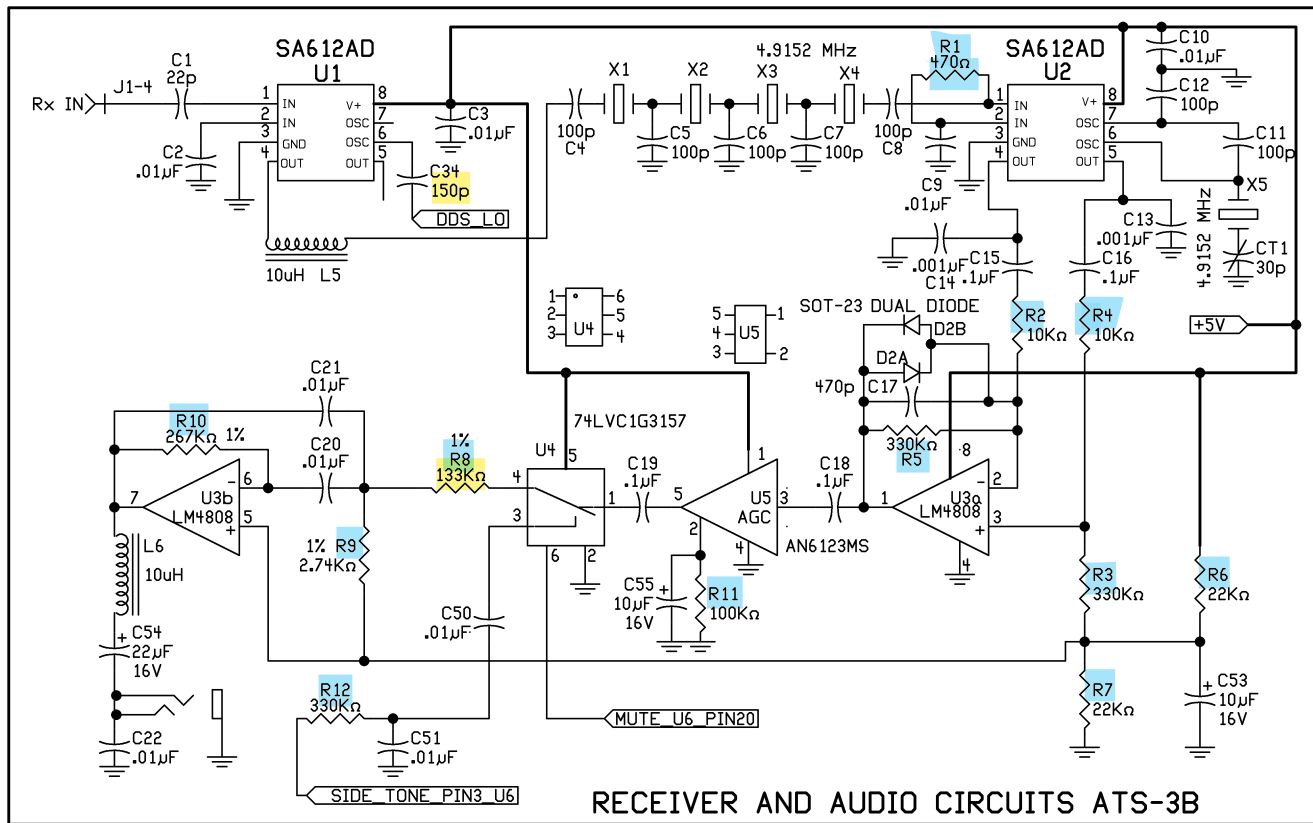 SA612AD
U1
C1
22p
J1-4
Rx IN
1 IN V+ 8
2 IN OSC 7
3 GND OSC 6
4 OUT OUT 5
C2
.01µF
C3
.01µF
C34
150p
DDS_LO
10uH L5
4.9152 MHz
X1
X2
X3
X4
100p
C4
C5
100p
C6
100p
C7
100p
100p
C8
R1
470Ω
SA612AD
U2
1 IN V+ 8
2 IN OSC 7
3 GND OSC 6
4 OUT OUT 5
C10
.01µF
C12
100p
C11
100p
X5
4.9152 MHz
CT1
30p
C9
.01µF
.001µF
C14
C15
.1µF
C13
.001µF
C16
.1µF
R2
10KΩ
R4
10KΩ
+5V
SOT-23 DUAL DIODE
D2B
D2A
470p
C17
330KΩ
R5
1 6
2 U4 5
3 4
5 1
4 U5
3 2
C21
.01µF
R10
267KΩ 1%
C20
.01µF
7 U3b 6 -
LM4808 5 +
1%
R8
133KΩ
74LVC1G3157
U4
5
4
3
1
6
2
C19
.1µF
1
5 U5 3
AGC
2
4
AN6123MS
C18
.1µF
8
1 U3a - 2
LM4808 + 3
4
1% R9
2.74KΩ
L6
10uH
C54
22µF
16V
+
C22
.01µF
C50
.01µF
C55
10µF
16V
+
R11
100KΩ
R3
330KΩ
R6
22KΩ
R7
22KΩ
C53
10µF
16V
+
R12
330KΩ
C51
.01µF
MUTE_U6_PIN20
SIDE_TONE_PIN3_U6
RECEIVER AND AUDIO CIRCUITS ATS-3B